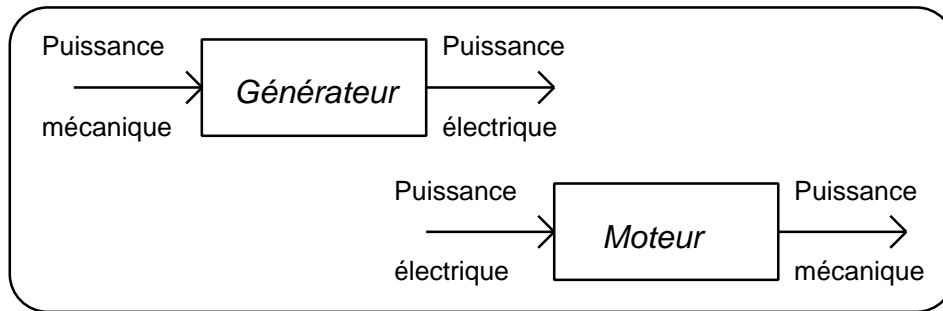 Puissance
Puissance
Générateur
mécanique
électrique
Puissance
Puissance
Moteur
électrique
mécanique